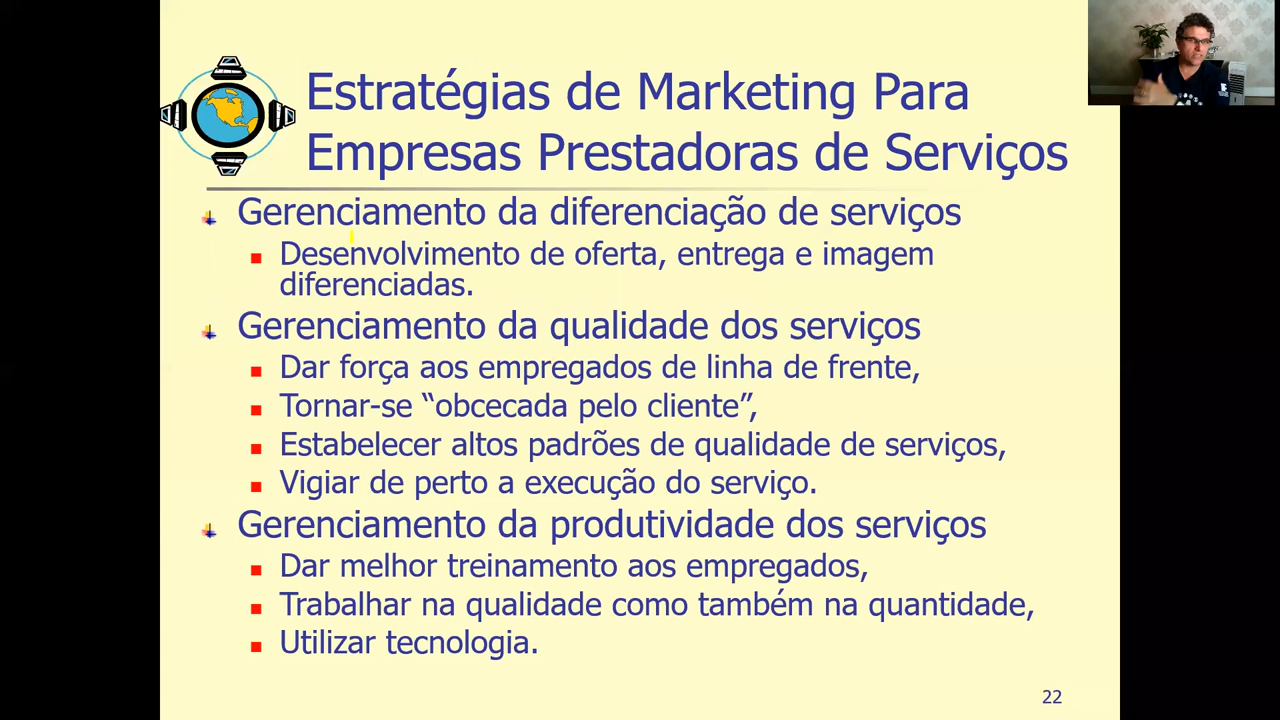 Estratégias de Marketing Para
Empresas Prestadoras de Serviços
Gerenciamento da diferenciação de serviços
Desenvolvimento de oferta, entrega e imagem
diferenciadas.
Gerenciamento da qualidade dos serviços
Dar força aos empregados de linha de frente,
Tornar-se “obcecada pelo cliente”,
Estabelecer altos padrões de qualidade de serviços,
Vigiar de perto a execução do serviço.
Gerenciamento da produtividade dos serviços
Dar melhor treinamento aos empregados,
Trabalhar na qualidade como também na quantidade,
Utilizar tecnologia.
22